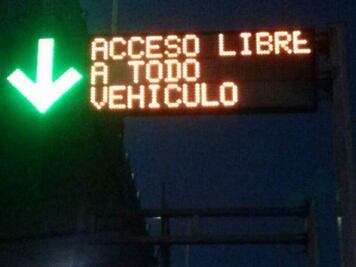 ACCESO LIBRE
A TODO
VEHICULO